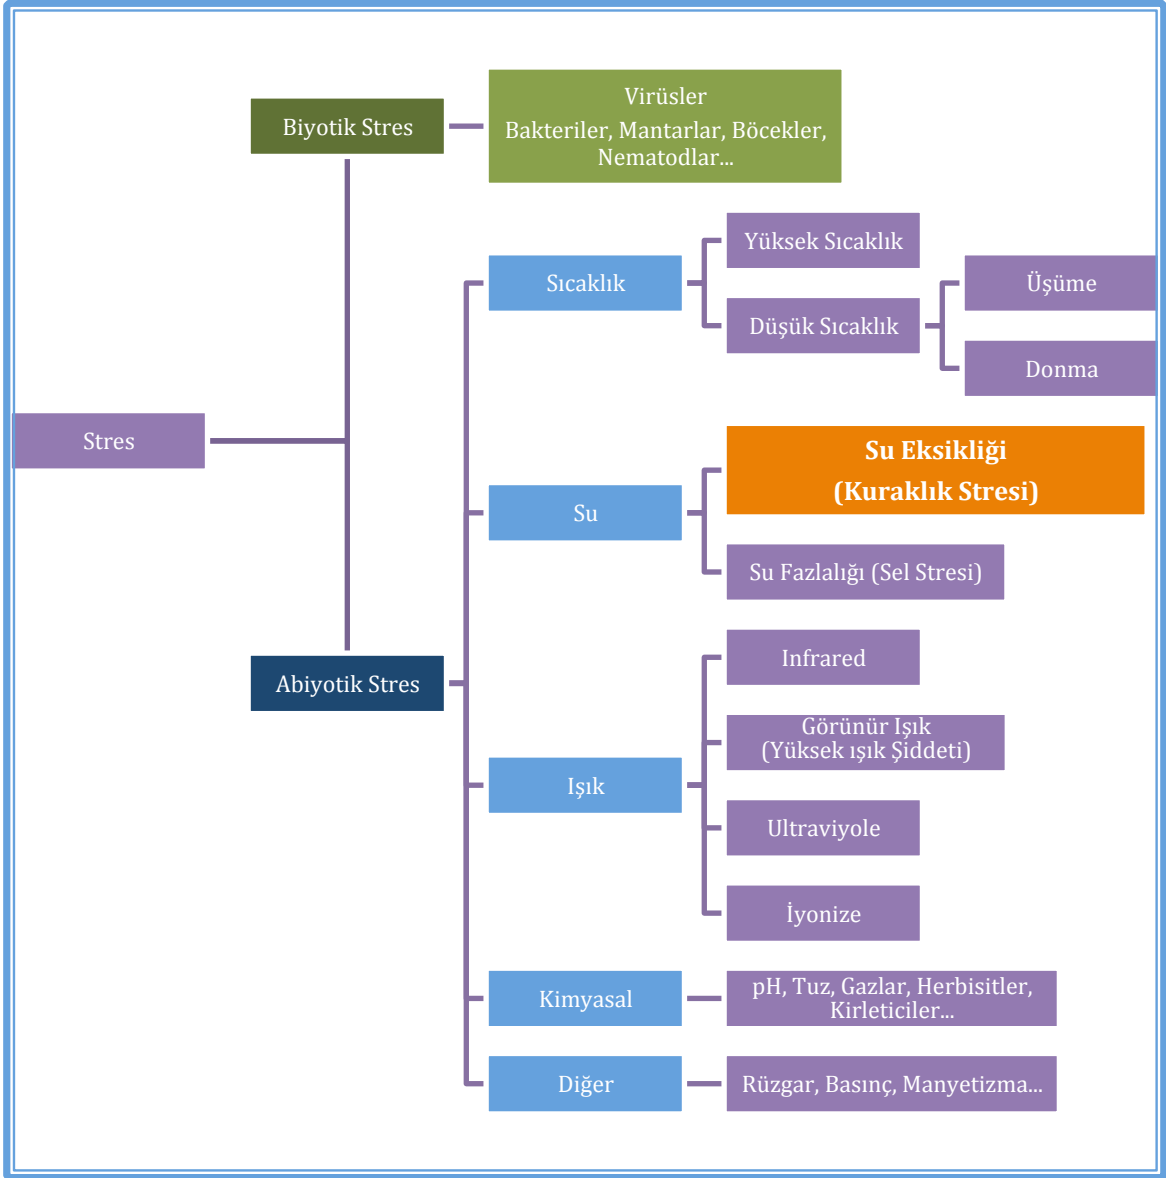 Biyotik Stres
Virüsler
Bakteriler, Mantarlar, Böcekler,
Nematodlar...
Yüksek Sıcaklık
Sıcaklık
Üşüme
Düşük Sıcaklık
Donma
Stres
Su Eksikliği
(Kuraklık Stresi)
Su
Su Fazlalığı (Sel Stresi)
Infrared
Abiyotik Stres
Görünür Işık
(Yüksek ışık Şiddeti)
Işık
Ultraviyole
İyonize
Kimyasal
pH, Tuz, Gazlar, Herbisitler,
Kirleticiler...
Diğer
Rüzgar, Basınç, Manyetizma...